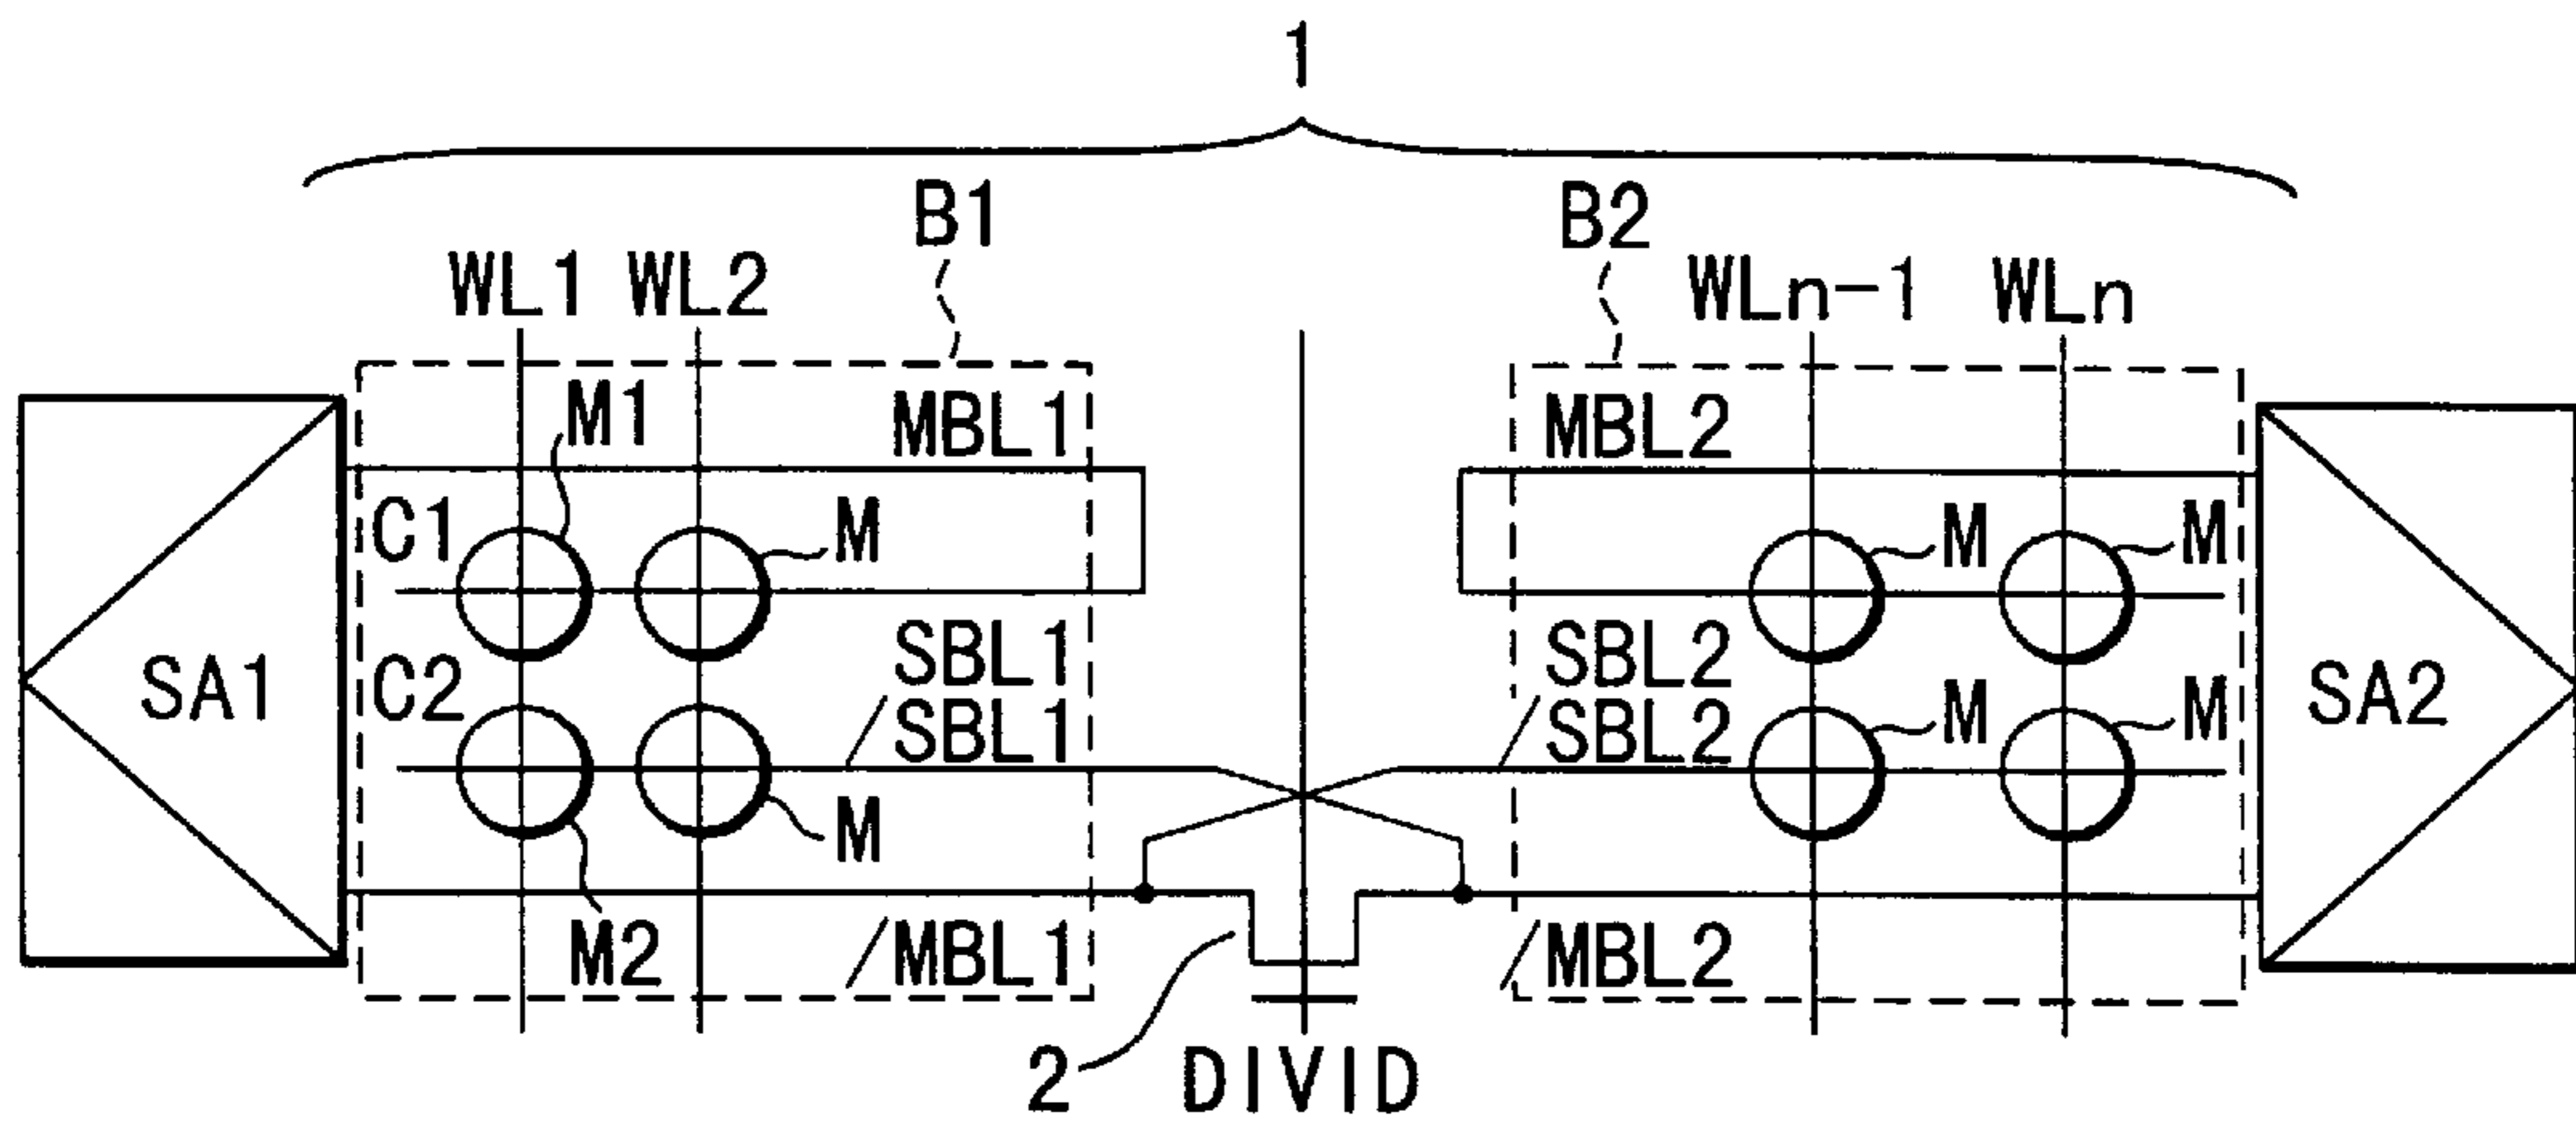 1
B1 B2
WL1 WL2 WLn-1 WLn
M1 MBL1 MBL2
C1 M M M
SBL1 SBL2
SA1 C2 /SBL1 /SBL2 M M SA2
M
M2 /MBL1 /MBL2
2 DIVID